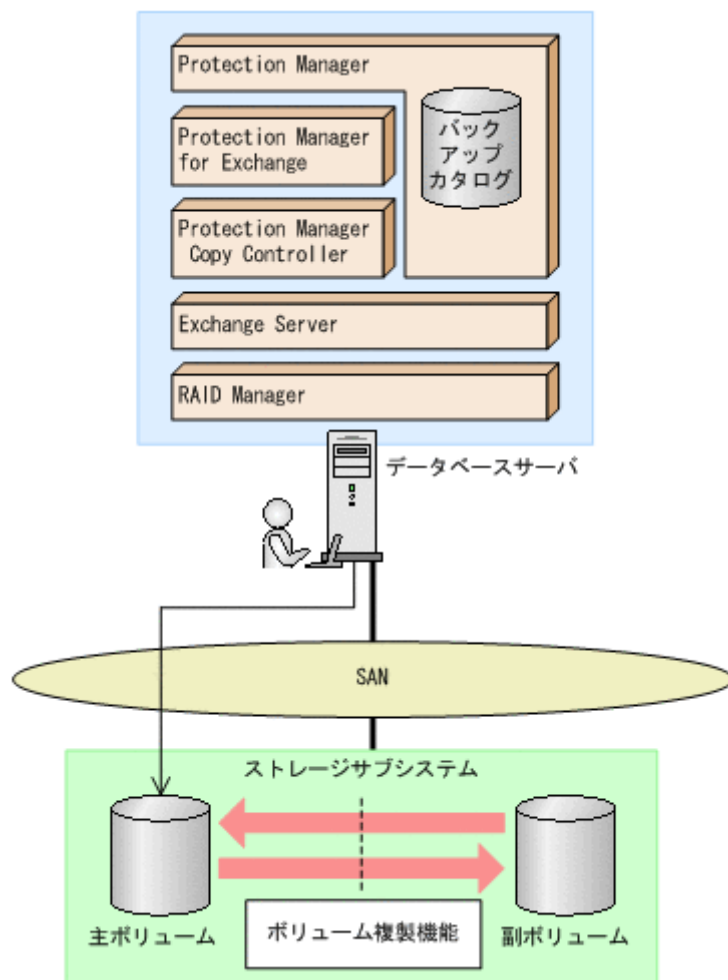 Protection Manager
バック
アップ
カタログ
Protection Manager
for Exchange
Protection Manager
Copy Controller
Exchange Server
RAID Manager
データベースサーバ
SAN
ストレージサブシステム
主ボリューム
ボリューム複製機能
副ボリューム